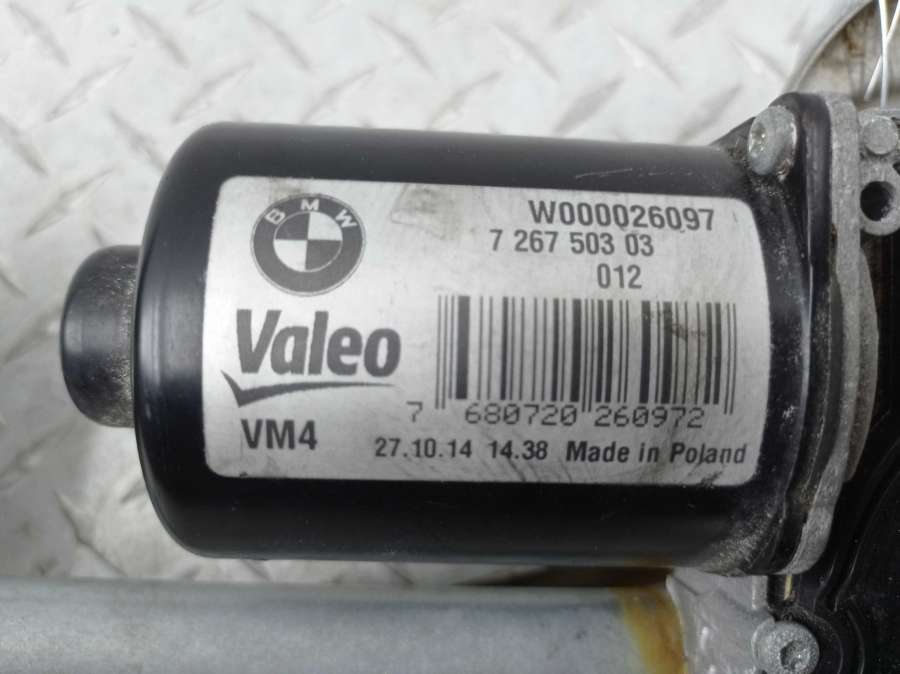 BMW
W000026097
7 267 503 03
012
Valeo
7 680720 260972
VM4
27.10.14 14.38 Made in Poland